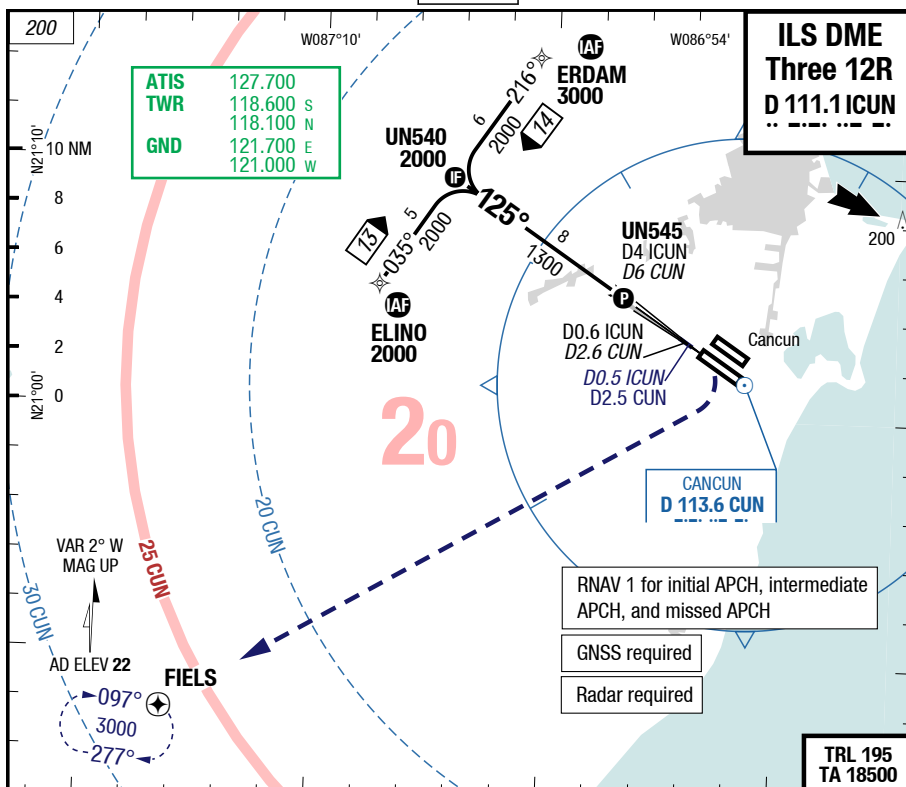 200
W087°10'
W086°54'
ILS DME
Three 12R
D 111.1 ICUN
ATIS 127.700
TWR 118.600 S
118.100 N
GND 121.700 E
121.000 W
IAF
ERDAM
3000
216°
6
2000
14
UN540
2000
IF
N21°10'
10 NM
8
6
4
2
0
N21°00'
125°
8
1300
13
035°
5
2000
IAF
ELINO
2000
UN545
D4 ICUN
D6 CUN
P
200
D0.6 ICUN
D2.6 CUN
D0.5 ICUN
D2.5 CUN
Cancun
20
CANCUN
D 113.6 CUN
20 CUN
25 CUN
30 CUN
VAR 2° W
MAG UP
AD ELEV 22
RNAV 1 for initial APCH, intermediate
APCH, and missed APCH
GNSS required
Radar required
FIELS
097°
3000
277°
TRL 195
TA 18500